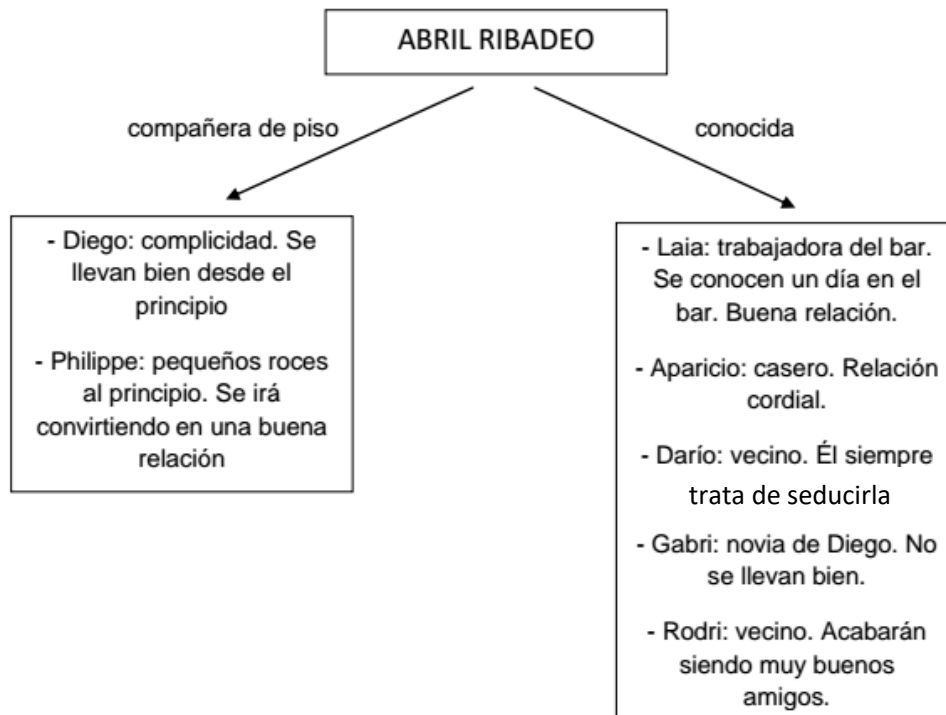 ABRIL RIBADEO
compañera de piso
conocida
- Diego: complicidad. Se
llevan bien desde el
principio
- Philippe: pequeños roces
al principio. Se irá
convirtiendo en una buena
relación
- Laia: trabajadora del bar.
Se conocen un día en el
bar. Buena relación.
- Aparicio: casero. Relación
cordial.
- Darío: vecino. Él siempre
trata de seducirla
- Gabri: novia de Diego. No
se llevan bien.
- Rodri: vecino. Acabarán
siendo muy buenos
amigos.